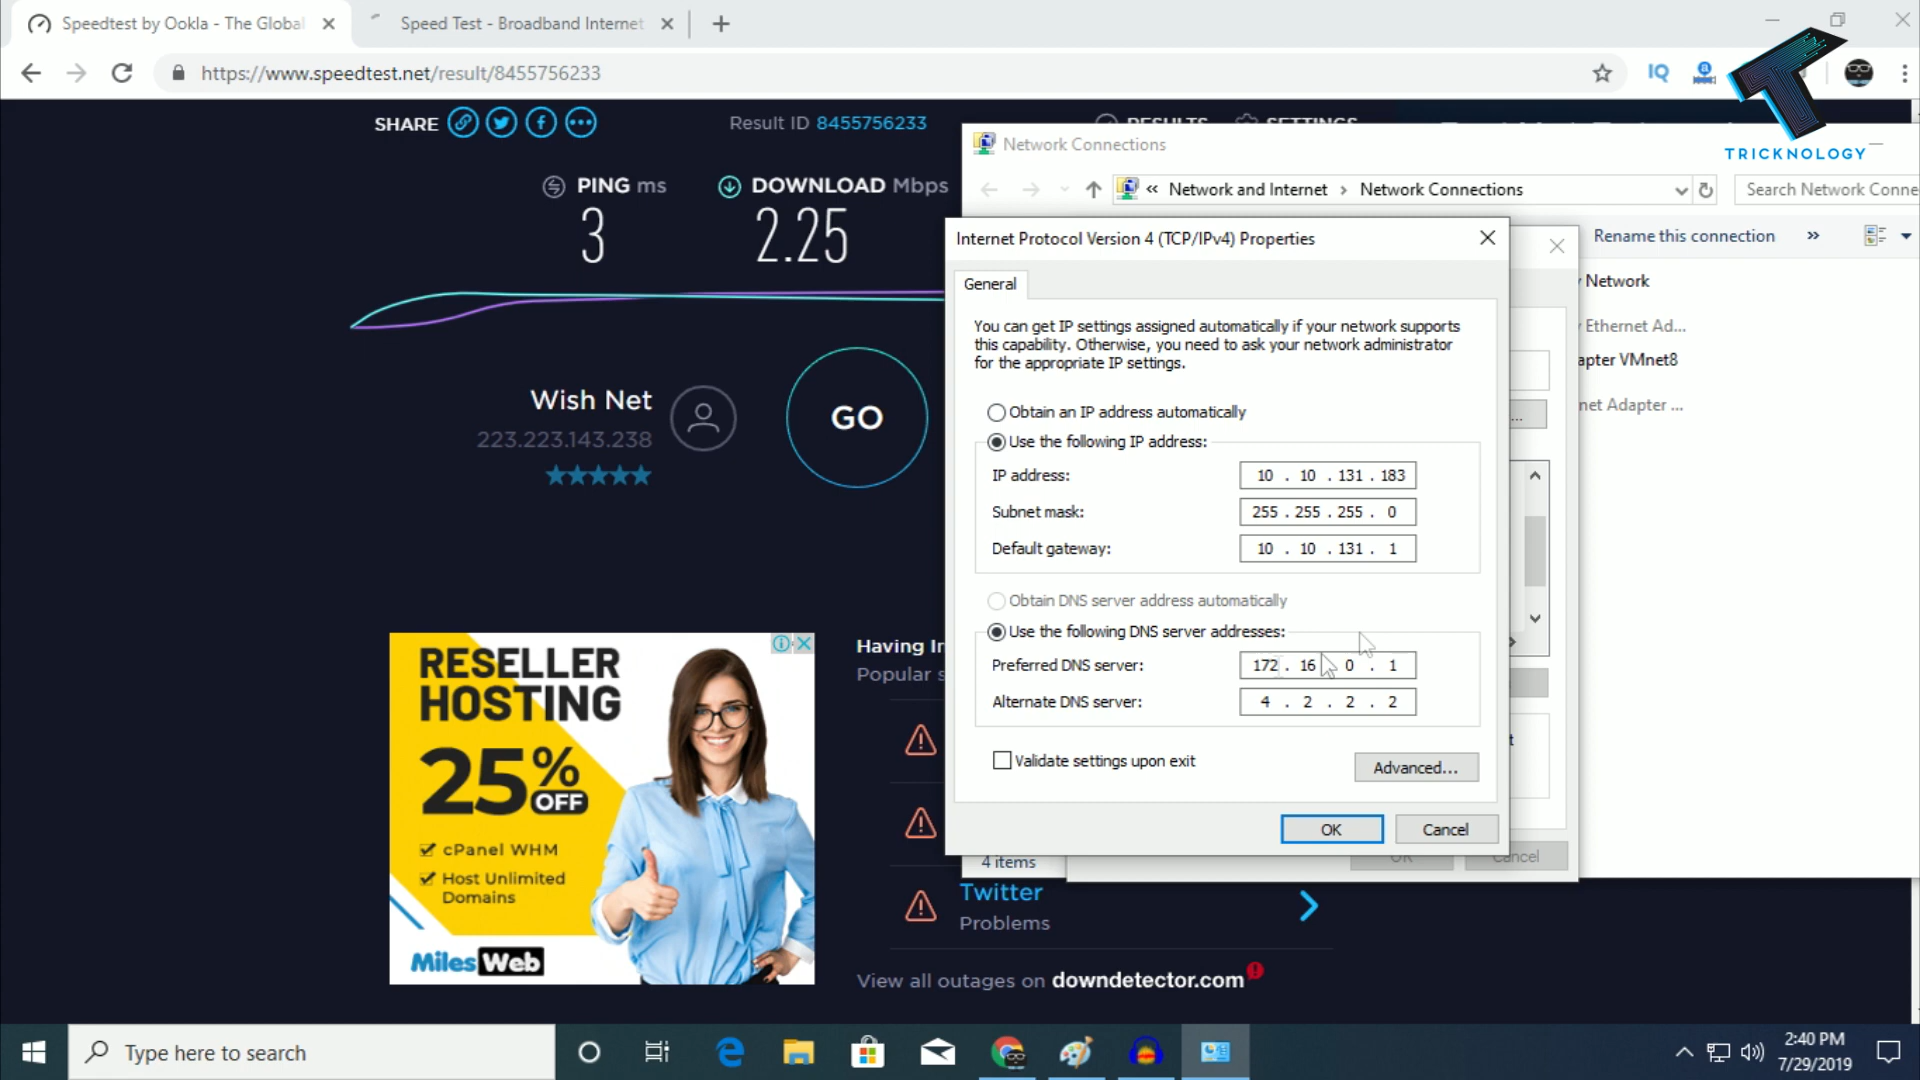 Speedtest by Ookla - The Global
Speed Test - Broadband Internet
https://www.speedtest.net/result/8455756233
IQ
TRICKNOLOGY
SHARE
Result ID 8455756233
RESULTS
SETTINGS
PING ms
3
DOWNLOAD Mbps
2.25
Wish Net
223.223.143.238
GO
Network Connections
« Network and Internet › Network Connections
Search Network Conne
Rename this connection »
Network
Ethernet Ad...
apter VMnet8
net Adapter ...
Internet Protocol Version 4 (TCP/IPv4) Properties
General
You can get IP settings assigned automatically if your network supports
this capability. Otherwise, you need to ask your network administrator
for the appropriate IP settings.
Obtain an IP address automatically
Use the following IP address:
IP address: 10 . 10 . 131 . 183
Subnet mask: 255 . 255 . 255 . 0
Default gateway: 10 . 10 . 131 . 1
Obtain DNS server address automatically
Use the following DNS server addresses:
Preferred DNS server: 172 . 16 . 0 . 1
Alternate DNS server: 4 . 2 . 2 . 2
Validate settings upon exit
Advanced...
OK
Cancel
4 items
OK
Cancel
RESELLER
HOSTING
25% OFF
cPanel WHM
Host Unlimited
Domains
MilesWeb
Having In
Popular s
Twitter
Problems
View all outages on downdetector.com
Type here to search
2:40 PM
7/29/2019